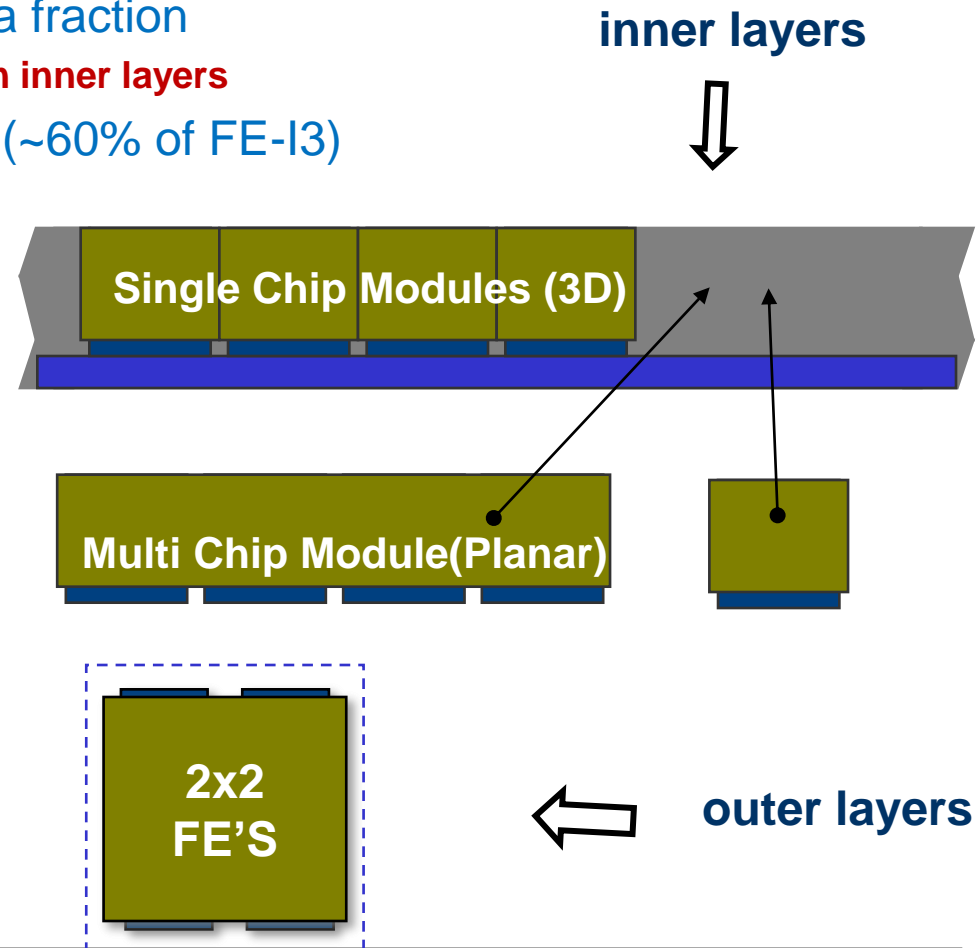 a fraction
inner layers
inner layers
(~60% of FE-I3)
Single Chip Modules (3D)
Multi Chip Module(Planar)
2x2
FE'S
outer layers